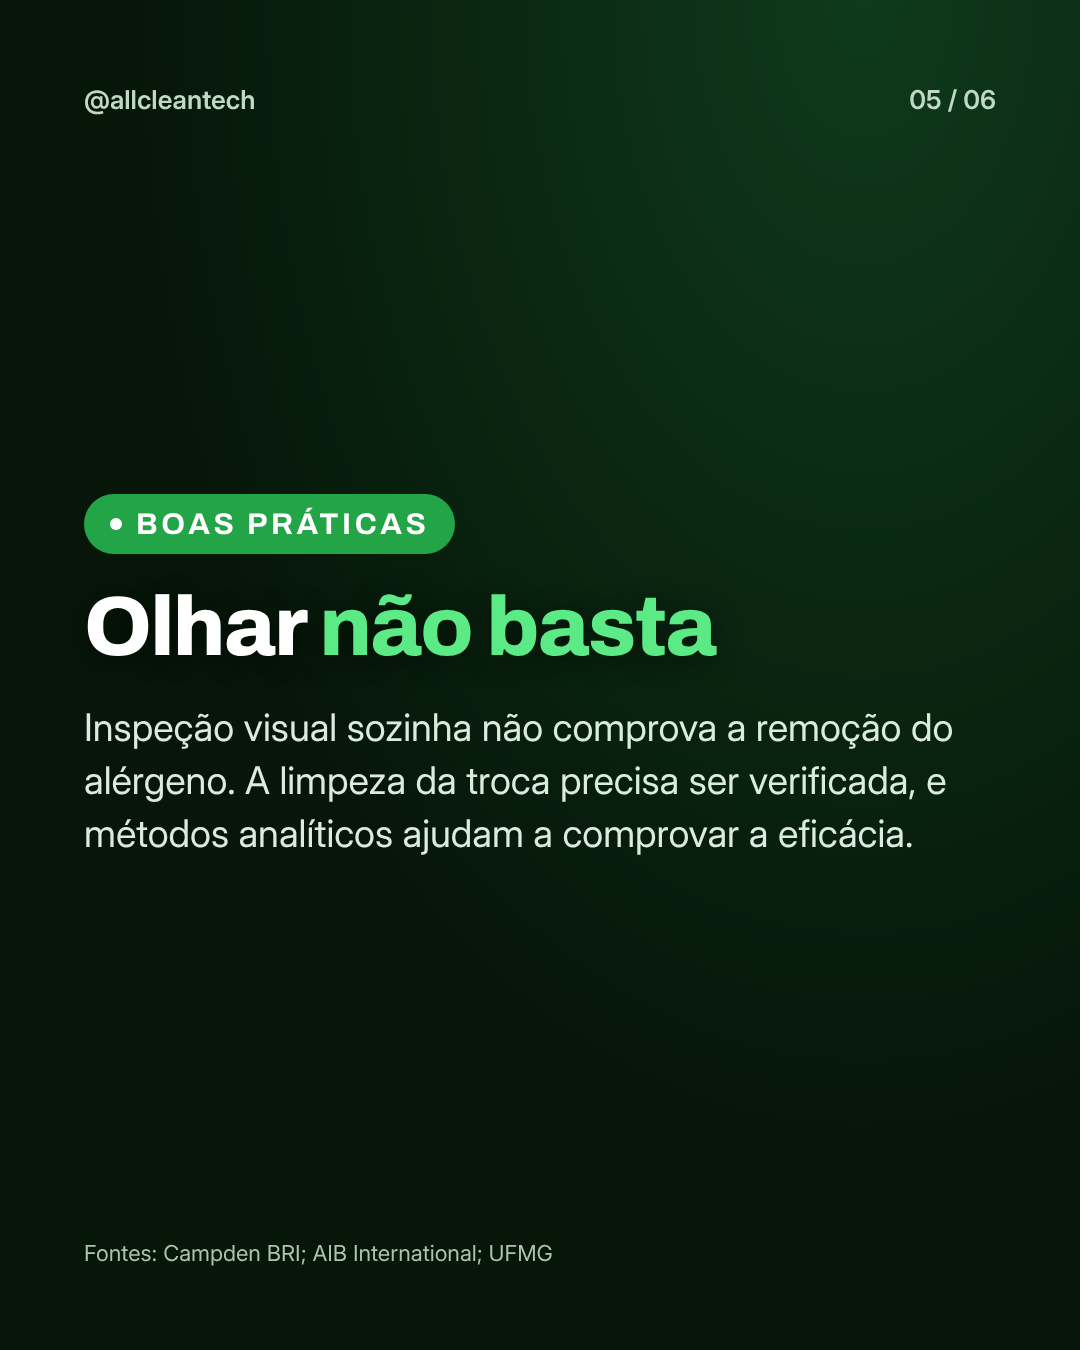 @allcleantech
05 / 06
• BOAS PRÁTICAS
Olhar não basta
Inspeção visual sozinha não comprova a remoção do
alérgeno. A limpeza da troca precisa ser verificada, e
métodos analíticos ajudam a comprovar a eficácia.
Fontes: Campden BRI; AIB International; UFMG